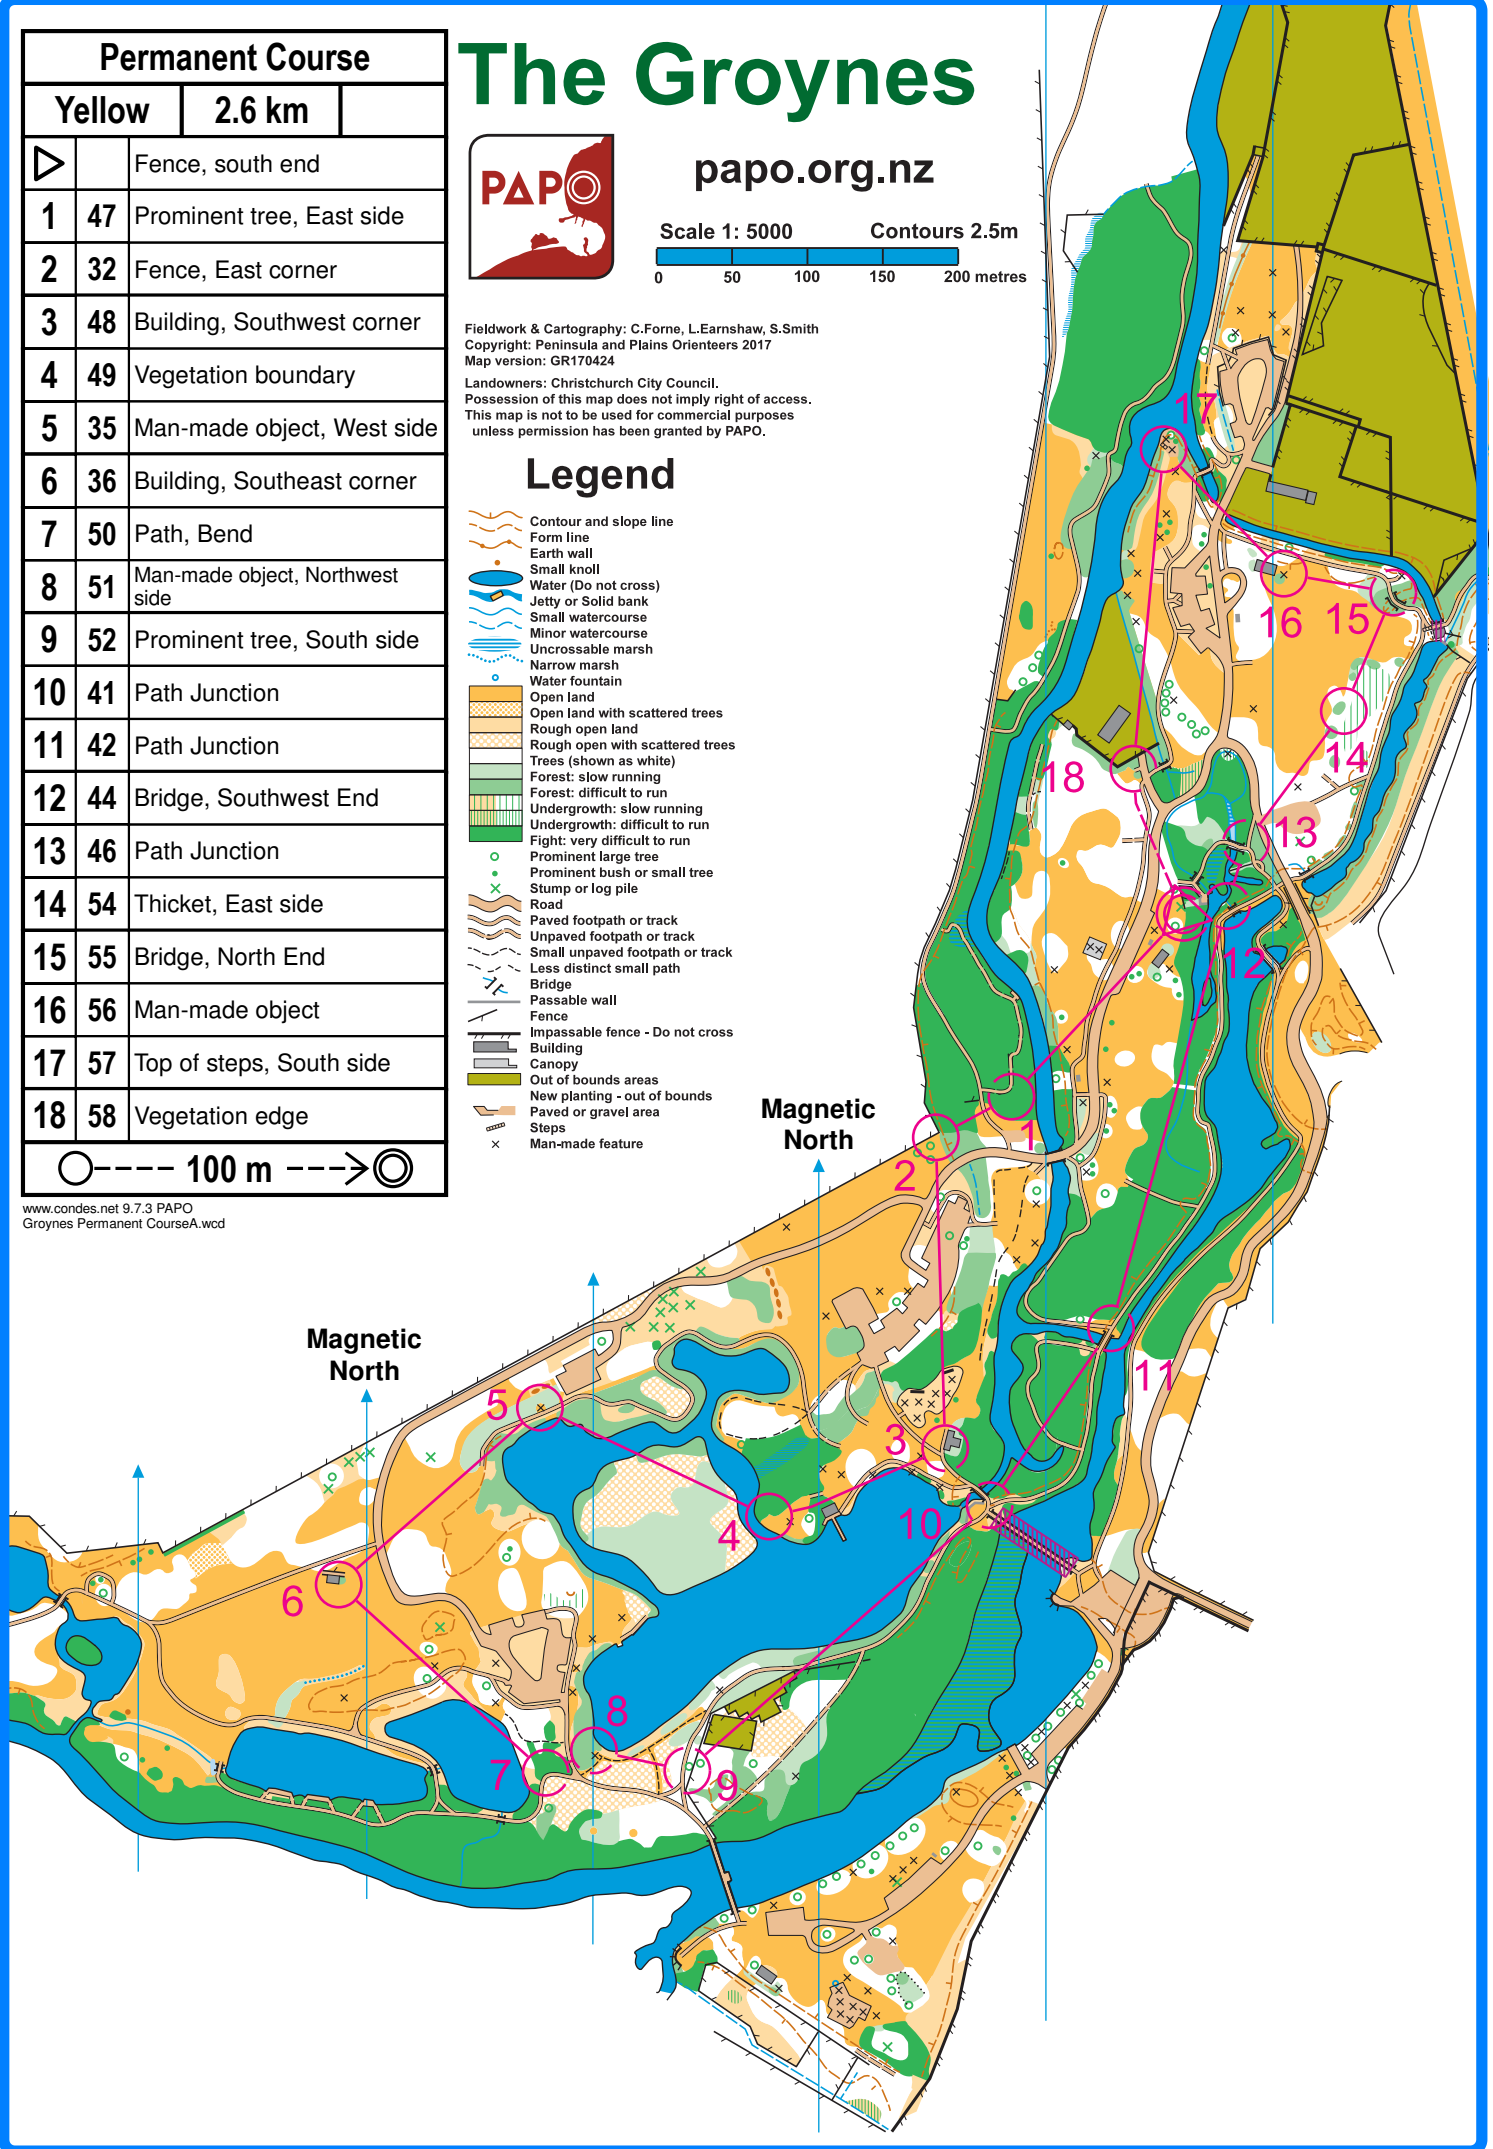 Permanent Course
Yellow 2.6 km
Fence, south end
1 47 Prominent tree, East side
2 32 Fence, East corner
3 48 Building, Southwest corner
4 49 Vegetation boundary
5 35 Man-made object, West side
6 36 Building, Southeast corner
7 50 Path, Bend
8 51 Man-made object, Northwest
side
9 52 Prominent tree, South side
10 41 Path Junction
11 42 Path Junction
12 44 Bridge, Southwest End
13 46 Path Junction
14 54 Thicket, East side
15 55 Bridge, North End
16 56 Man-made object
17 57 Top of steps, South side
18 58 Vegetation edge
100 m
www.condes.net 9.7.3 PAPO
Groynes Permanent CourseA.wcd
The Groynes
PAPO
papo.org.nz
Scale 1: 5000 Contours 2.5m
0 50 100 150 200 metres
Fieldwork & Cartography: C.Forne, L.Earnshaw, S.Smith
Copyright: Peninsula and Plains Orienteers 2017
Map version: GR170424
Landowners: Christchurch City Council.
Possession of this map does not imply right of access.
This map is not to be used for commercial purposes
unless permission has been granted by PAPO.
Legend
Contour and slope line
Form line
Earth wall
Small knoll
Water (Do not cross)
Jetty or Solid bank
Small watercourse
Minor watercourse
Uncrossable marsh
Narrow marsh
Water fountain
Open land
Open land with scattered trees
Rough open land
Rough open with scattered trees
Trees (shown as white)
Forest: slow running
Forest: difficult to run
Undergrowth: slow running
Undergrowth: difficult to run
Fight: very difficult to run
Prominent large tree
Prominent bush or small tree
Stump or log pile
Road
Paved footpath or track
Unpaved footpath or track
Small unpaved footpath or track
Less distinct small path
Bridge
Passable wall
Fence
Impassable fence - Do not cross
Building
Canopy
Out of bounds areas
New planting - out of bounds
Paved or gravel area
Steps
Man-made feature
Magnetic
North
Magnetic
North
17
16
15
14
18
13
12
1
2
11
3
5
10
4
6
8
7
9